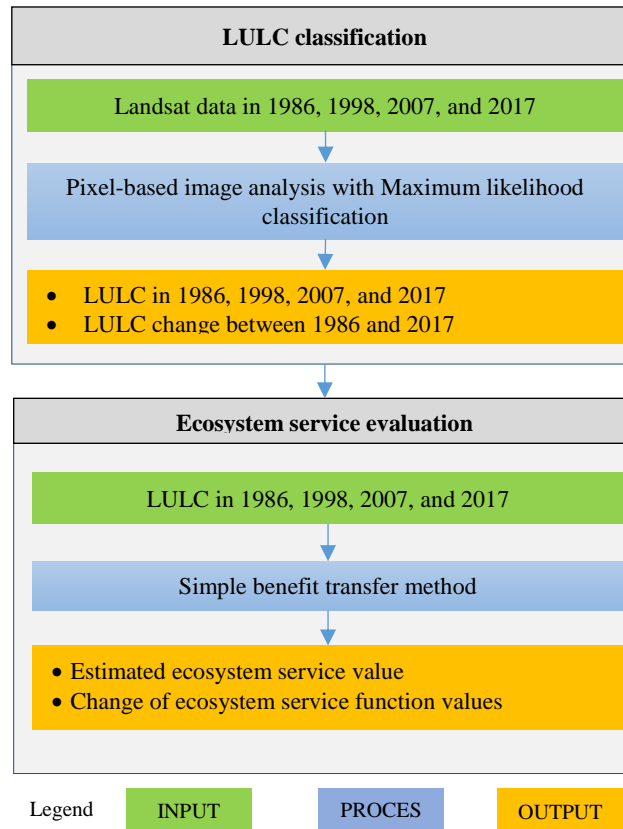 LULC classification
Landsat data in 1986, 1998, 2007, and 2017
Pixel-based image analysis with Maximum likelihood
classification
• LULC in 1986, 1998, 2007, and 2017
• LULC change between 1986 and 2017
Ecosystem service evaluation
LULC in 1986, 1998, 2007, and 2017
Simple benefit transfer method
• Estimated ecosystem service value
• Change of ecosystem service function values
Legend INPUT PROCES OUTPUT